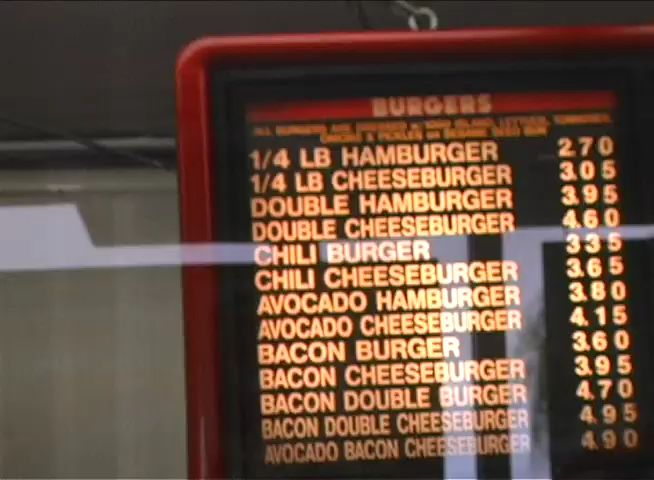 BURGERS
1/4 LB HAMBURGER 2.70
1/4 LB CHEESEBURGER 3.05
DOUBLE HAMBURGER 3.95
DOUBLE CHEESEBURGER 4.60
CHILI BURGER 3.35
CHILI CHEESEBURGER 3.65
AVOCADO HAMBURGER 3.80
AVOCADO CHEESEBURGER 4.15
BACON BURGER 3.60
BACON CHEESEBURGER 3.95
BACON DOUBLE BURGER 4.70
BACON DOUBLE CHEESEBURGER 4.95
AVOCADO BACON CHEESEBURGER 4.90